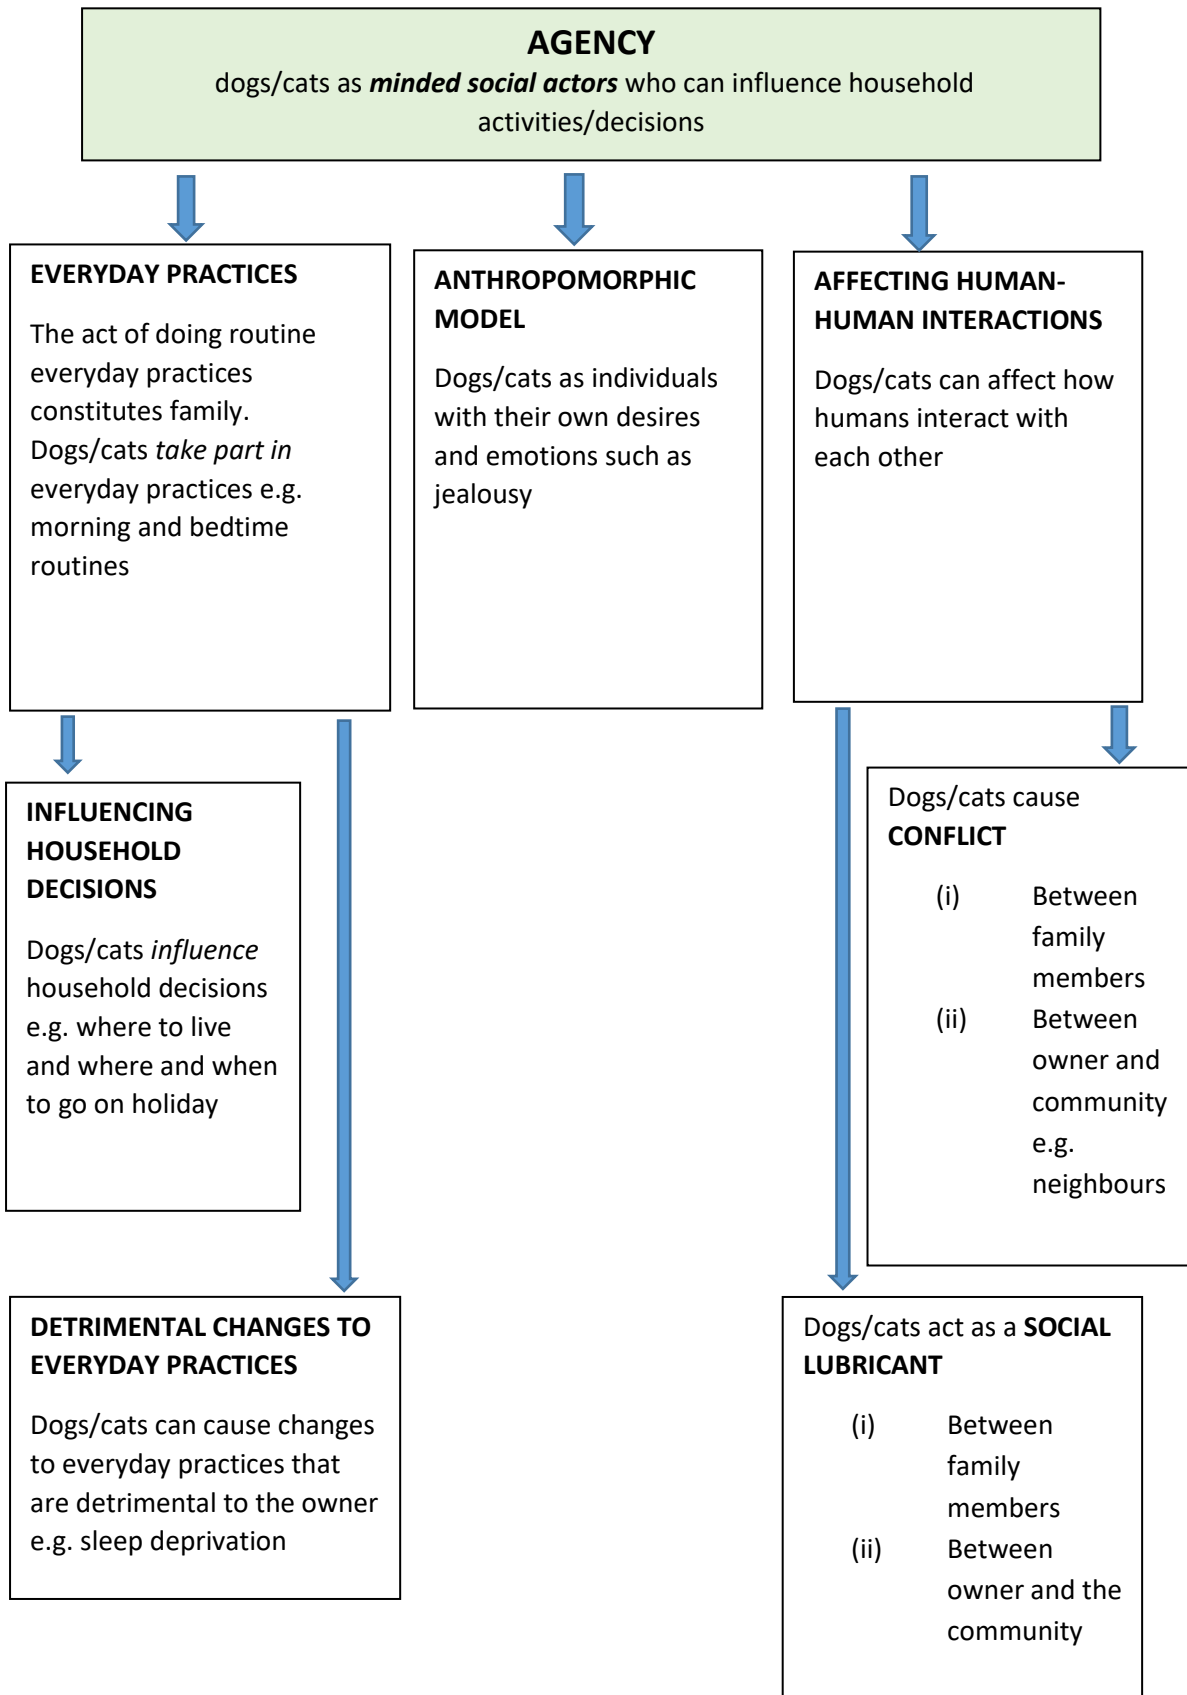 AGENCY
dogs/cats as minded social actors who can influence household
activities/decisions
EVERYDAY PRACTICES
The act of doing routine
everyday practices
constitutes family.
Dogs/cats take part in
everyday practices e.g.
morning and bedtime
routines
ANTHROPOMORPHIC
MODEL
Dogs/cats as individuals
with their own desires
and emotions such as
jealousy
AFFECTING HUMAN-
HUMAN INTERACTIONS
Dogs/cats can affect how
humans interact with
each other
INFLUENCING
HOUSEHOLD
DECISIONS
Dogs/cats influence
household decisions
e.g. where to live
and where and when
to go on holiday
Dogs/cats cause
CONFLICT
(i) Between
family
members
(ii) Between
owner and
community
e.g.
neighbours
DETRIMENTAL CHANGES TO
EVERYDAY PRACTICES
Dogs/cats can cause changes
to everyday practices that
are detrimental to the owner
e.g. sleep deprivation
Dogs/cats act as a SOCIAL
LUBRICANT
(i) Between
family
members
(ii) Between
owner and the
community